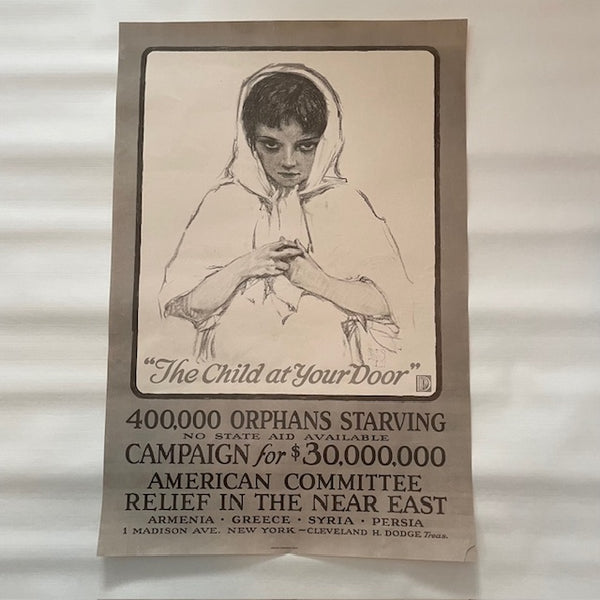 "The Child at Your Door"
400,000 ORPHANS STARVING
NO STATE AID AVAILABLE
CAMPAIGN for $30,000,000
AMERICAN COMMITTEE
RELIEF IN THE NEAR EAST
ARMENIA · GREECE · SYRIA · PERSIA
1 MADISON AVE. NEW YORK – CLEVELAND H. DODGE Treas.